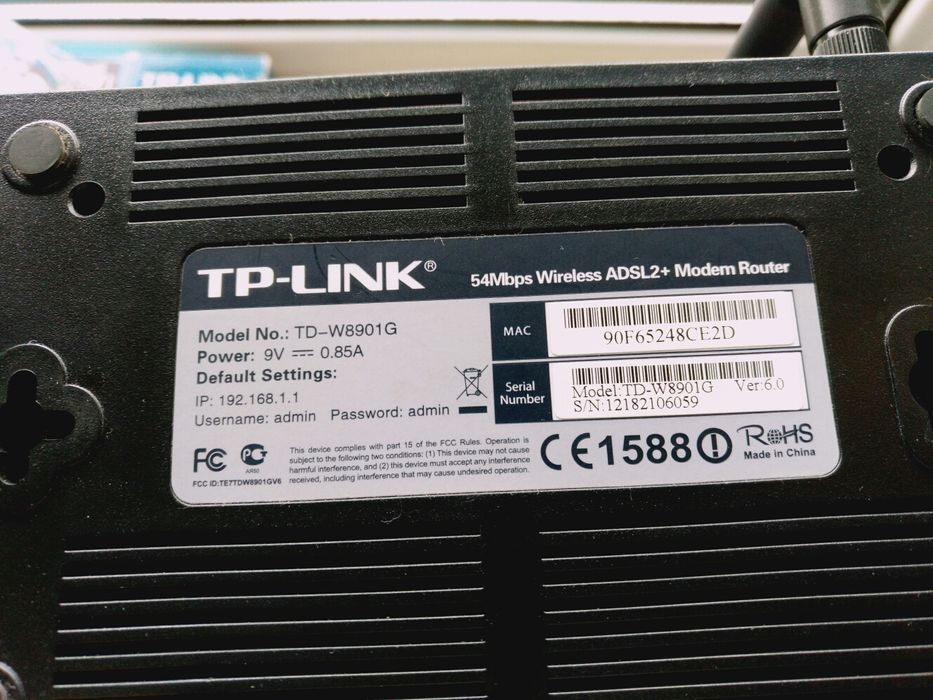 TP-LINK®
54Mbps Wireless ADSL2+ Modem Router
Model No.: TD-W8901G
Power: 9V 0.85A
Default Settings:
IP: 192.168.1.1
Username: admin Password: admin
MAC
90F65248CE2D
Serial
Number
Model:TD-W8901G Ver:6.0
S/N:12182106059
FC
PG
AR60
FCC ID:TE7TDW8901GV6
This device complies with part 15 of the FCC Rules. Operation is
subject to the following two conditions: (1) This device may not cause
harmful interference, and (2) this device must accept any interference
received, including interference that may cause undesired operation.
CE1588
RoHS
Made in China